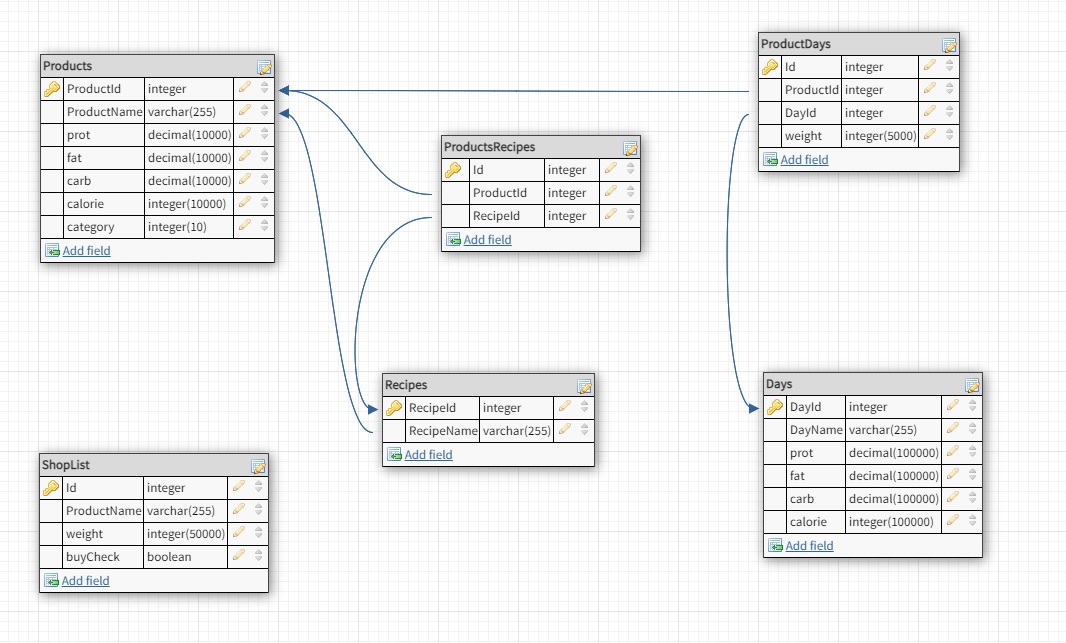 Products
ProductId integer
ProductName varchar(255)
prot decimal(10000)
fat decimal(10000)
carb decimal(10000)
calorie integer(10000)
category integer(10)
Add field
ProductsRecipes
Id integer
ProductId integer
RecipeId integer
Add field
ProductDays
Id integer
ProductId integer
DayId integer
weight integer(5000)
Add field
Recipes
RecipeId integer
RecipeName varchar(255)
Add field
Days
DayId integer
DayName varchar(255)
prot decimal(100000)
fat decimal(100000)
carb decimal(100000)
calorie integer(100000)
Add field
ShopList
Id integer
ProductName varchar(255)
weight integer(50000)
buyCheck boolean
Add field